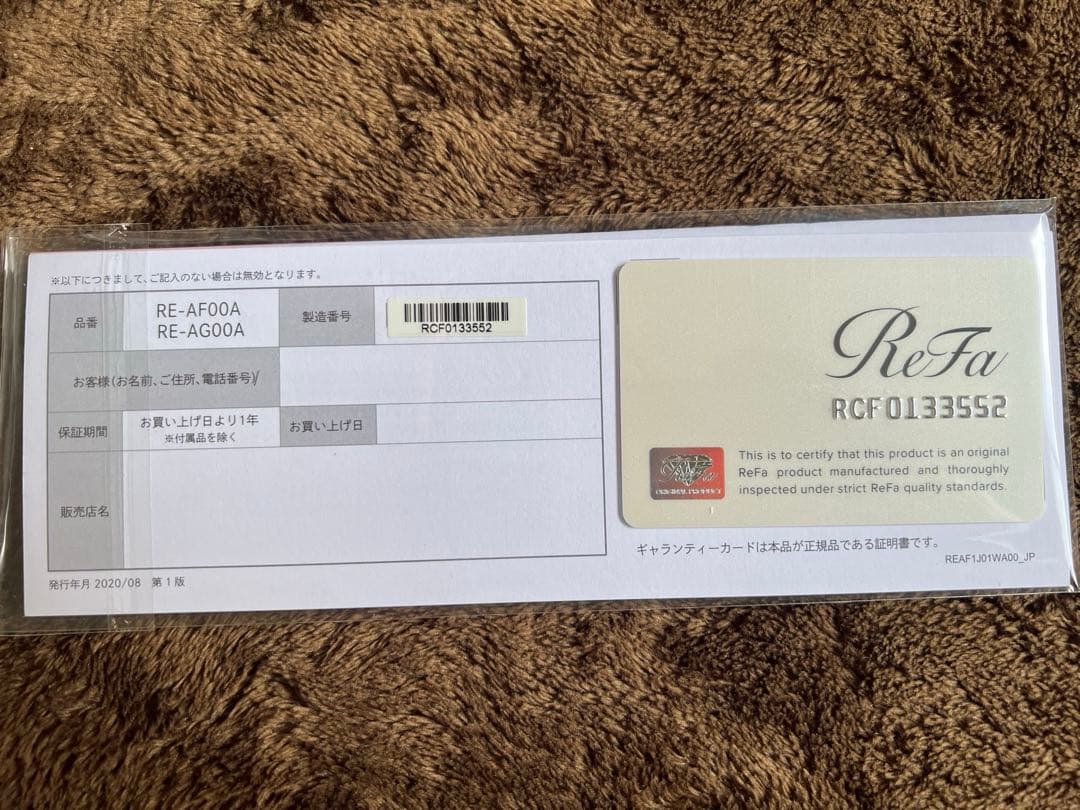 ※以下につきまして、ご記入のない場合は無効となります。
品番
RE-AF00A
RE-AG00A
製造番号
RCF0133552
お客様(お名前、ご住所、電話番号)
保証期間
お買い上げ日より1年
※付属品を除く
お買い上げ日
販売店名
発行年月 2020/08 第1版
ReFa
RCF0133552
ReFa
This is to certify that this product is an original
ReFa product manufactured and thoroughly
inspected under strict ReFa quality standards.
ギャランティーカードは本品が正規品である証明書です。
REAF1J01WA00_JP